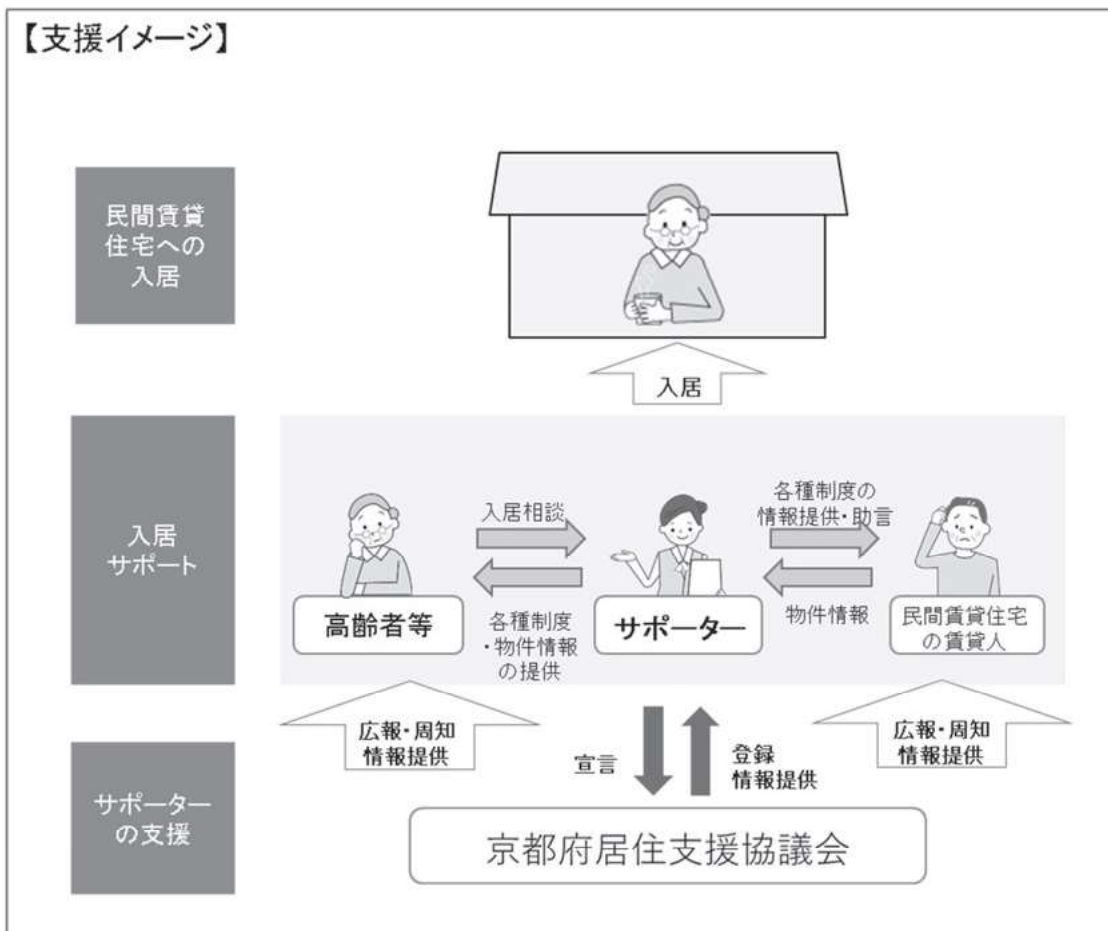 【支援イメージ】
民間賃貸
住宅への
入居
入居
入居
サポート
入居相談
各種制度の
情報提供・助言
高齢者等
各種制度
・物件情報
の提供
サポーター
物件情報
民間賃貸住宅
の賃貸人
広報・周知
情報提供
宣言
登録
情報提供
広報・周知
情報提供
サポーター
の支援
京都府居住支援協議会